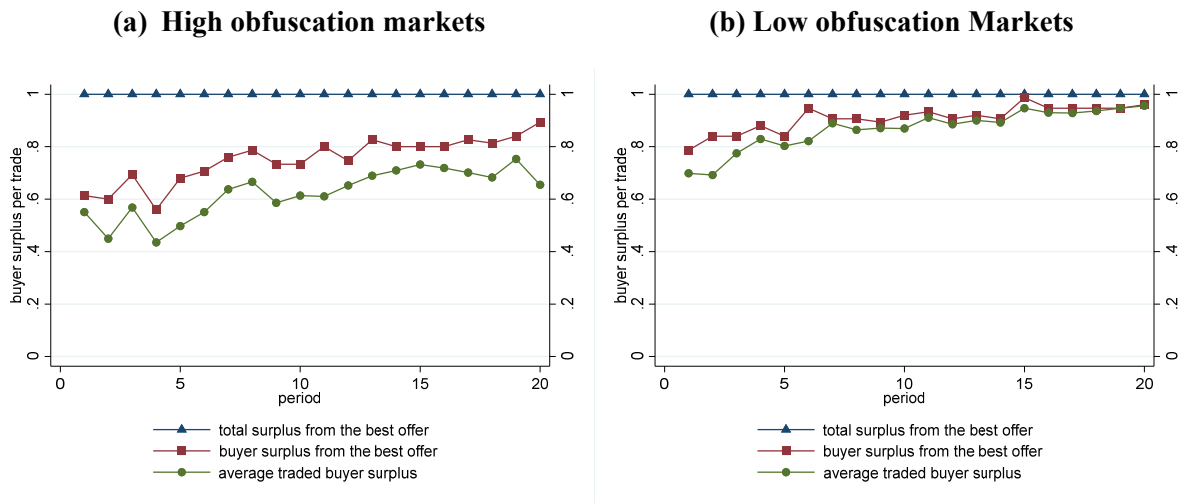 (a) High obfuscation markets
(b) Low obfuscation Markets
buyer surplus per trade
0 .2 .4 .6 .8 1
0 .2 .4 .6 .8 1
0 5 10 15 20
period
total surplus from the best offer
buyer surplus from the best offer
average traded buyer surplus
buyer surplus per trade
0 .2 .4 .6 .8 1
0 .2 .4 .6 .8 1
0 5 10 15 20
period
total surplus from the best offer
buyer surplus from the best offer
average traded buyer surplus